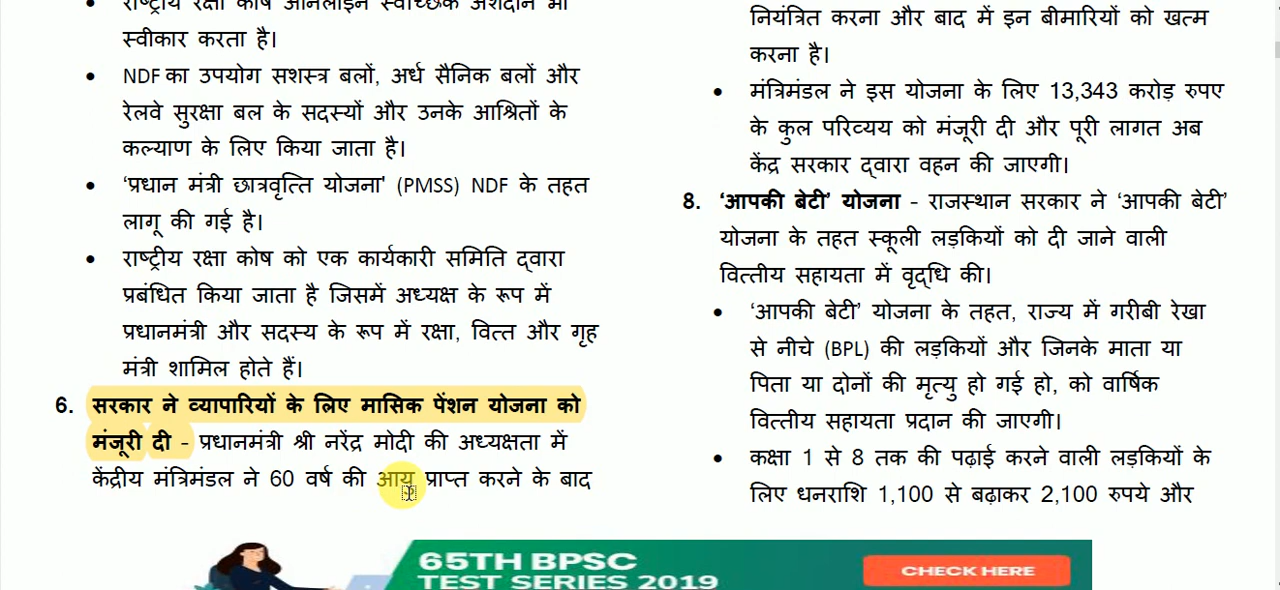 राष्ट्रीय रक्षा कोष ऑनलाइन स्वैच्छिक अंशदान भी
स्वीकार करता है।
• NDF का उपयोग सशस्त्र बलों, अर्ध सैनिक बलों और
रेलवे सुरक्षा बल के सदस्यों और उनके आश्रितों के
कल्याण के लिए किया जाता है।
• ‘प्रधान मंत्री छात्रवृत्ति योजना' (PMSS) NDF के तहत
लागू की गई है।
• राष्ट्रीय रक्षा कोष को एक कार्यकारी समिति द्वारा
प्रबंधित किया जाता है जिसमें अध्यक्ष के रूप में
प्रधानमंत्री और सदस्य के रूप में रक्षा, वित्त और गृह
मंत्री शामिल होते हैं।
6. सरकार ने व्यापारियों के लिए मासिक पेंशन योजना को
मंजूरी दी - प्रधानमंत्री श्री नरेंद्र मोदी की अध्यक्षता में
केंद्रीय मंत्रिमंडल ने 60 वर्ष की आयु प्राप्त करने के बाद
नियंत्रित करना और बाद में इन बीमारियों को खत्म
करना है।
• मंत्रिमंडल ने इस योजना के लिए 13,343 करोड़ रुपए
के कुल परिव्यय को मंजूरी दी और पूरी लागत अब
केंद्र सरकार द्वारा वहन की जाएगी।
8. ‘आपकी बेटी’ योजना - राजस्थान सरकार ने ‘आपकी बेटी’
योजना के तहत स्कूली लड़कियों को दी जाने वाली
वित्तीय सहायता में वृद्धि की।
• ‘आपकी बेटी’ योजना के तहत, राज्य में गरीबी रेखा
से नीचे (BPL) की लड़कियों और जिनके माता या
पिता या दोनों की मृत्यु हो गई हो, को वार्षिक
वित्तीय सहायता प्रदान की जाएगी।
• कक्षा 1 से 8 तक की पढ़ाई करने वाली लड़कियों के
लिए धनराशि 1,100 से बढ़ाकर 2,100 रुपये और
65TH BPSC
TEST SERIES 2019
CHECK HERE